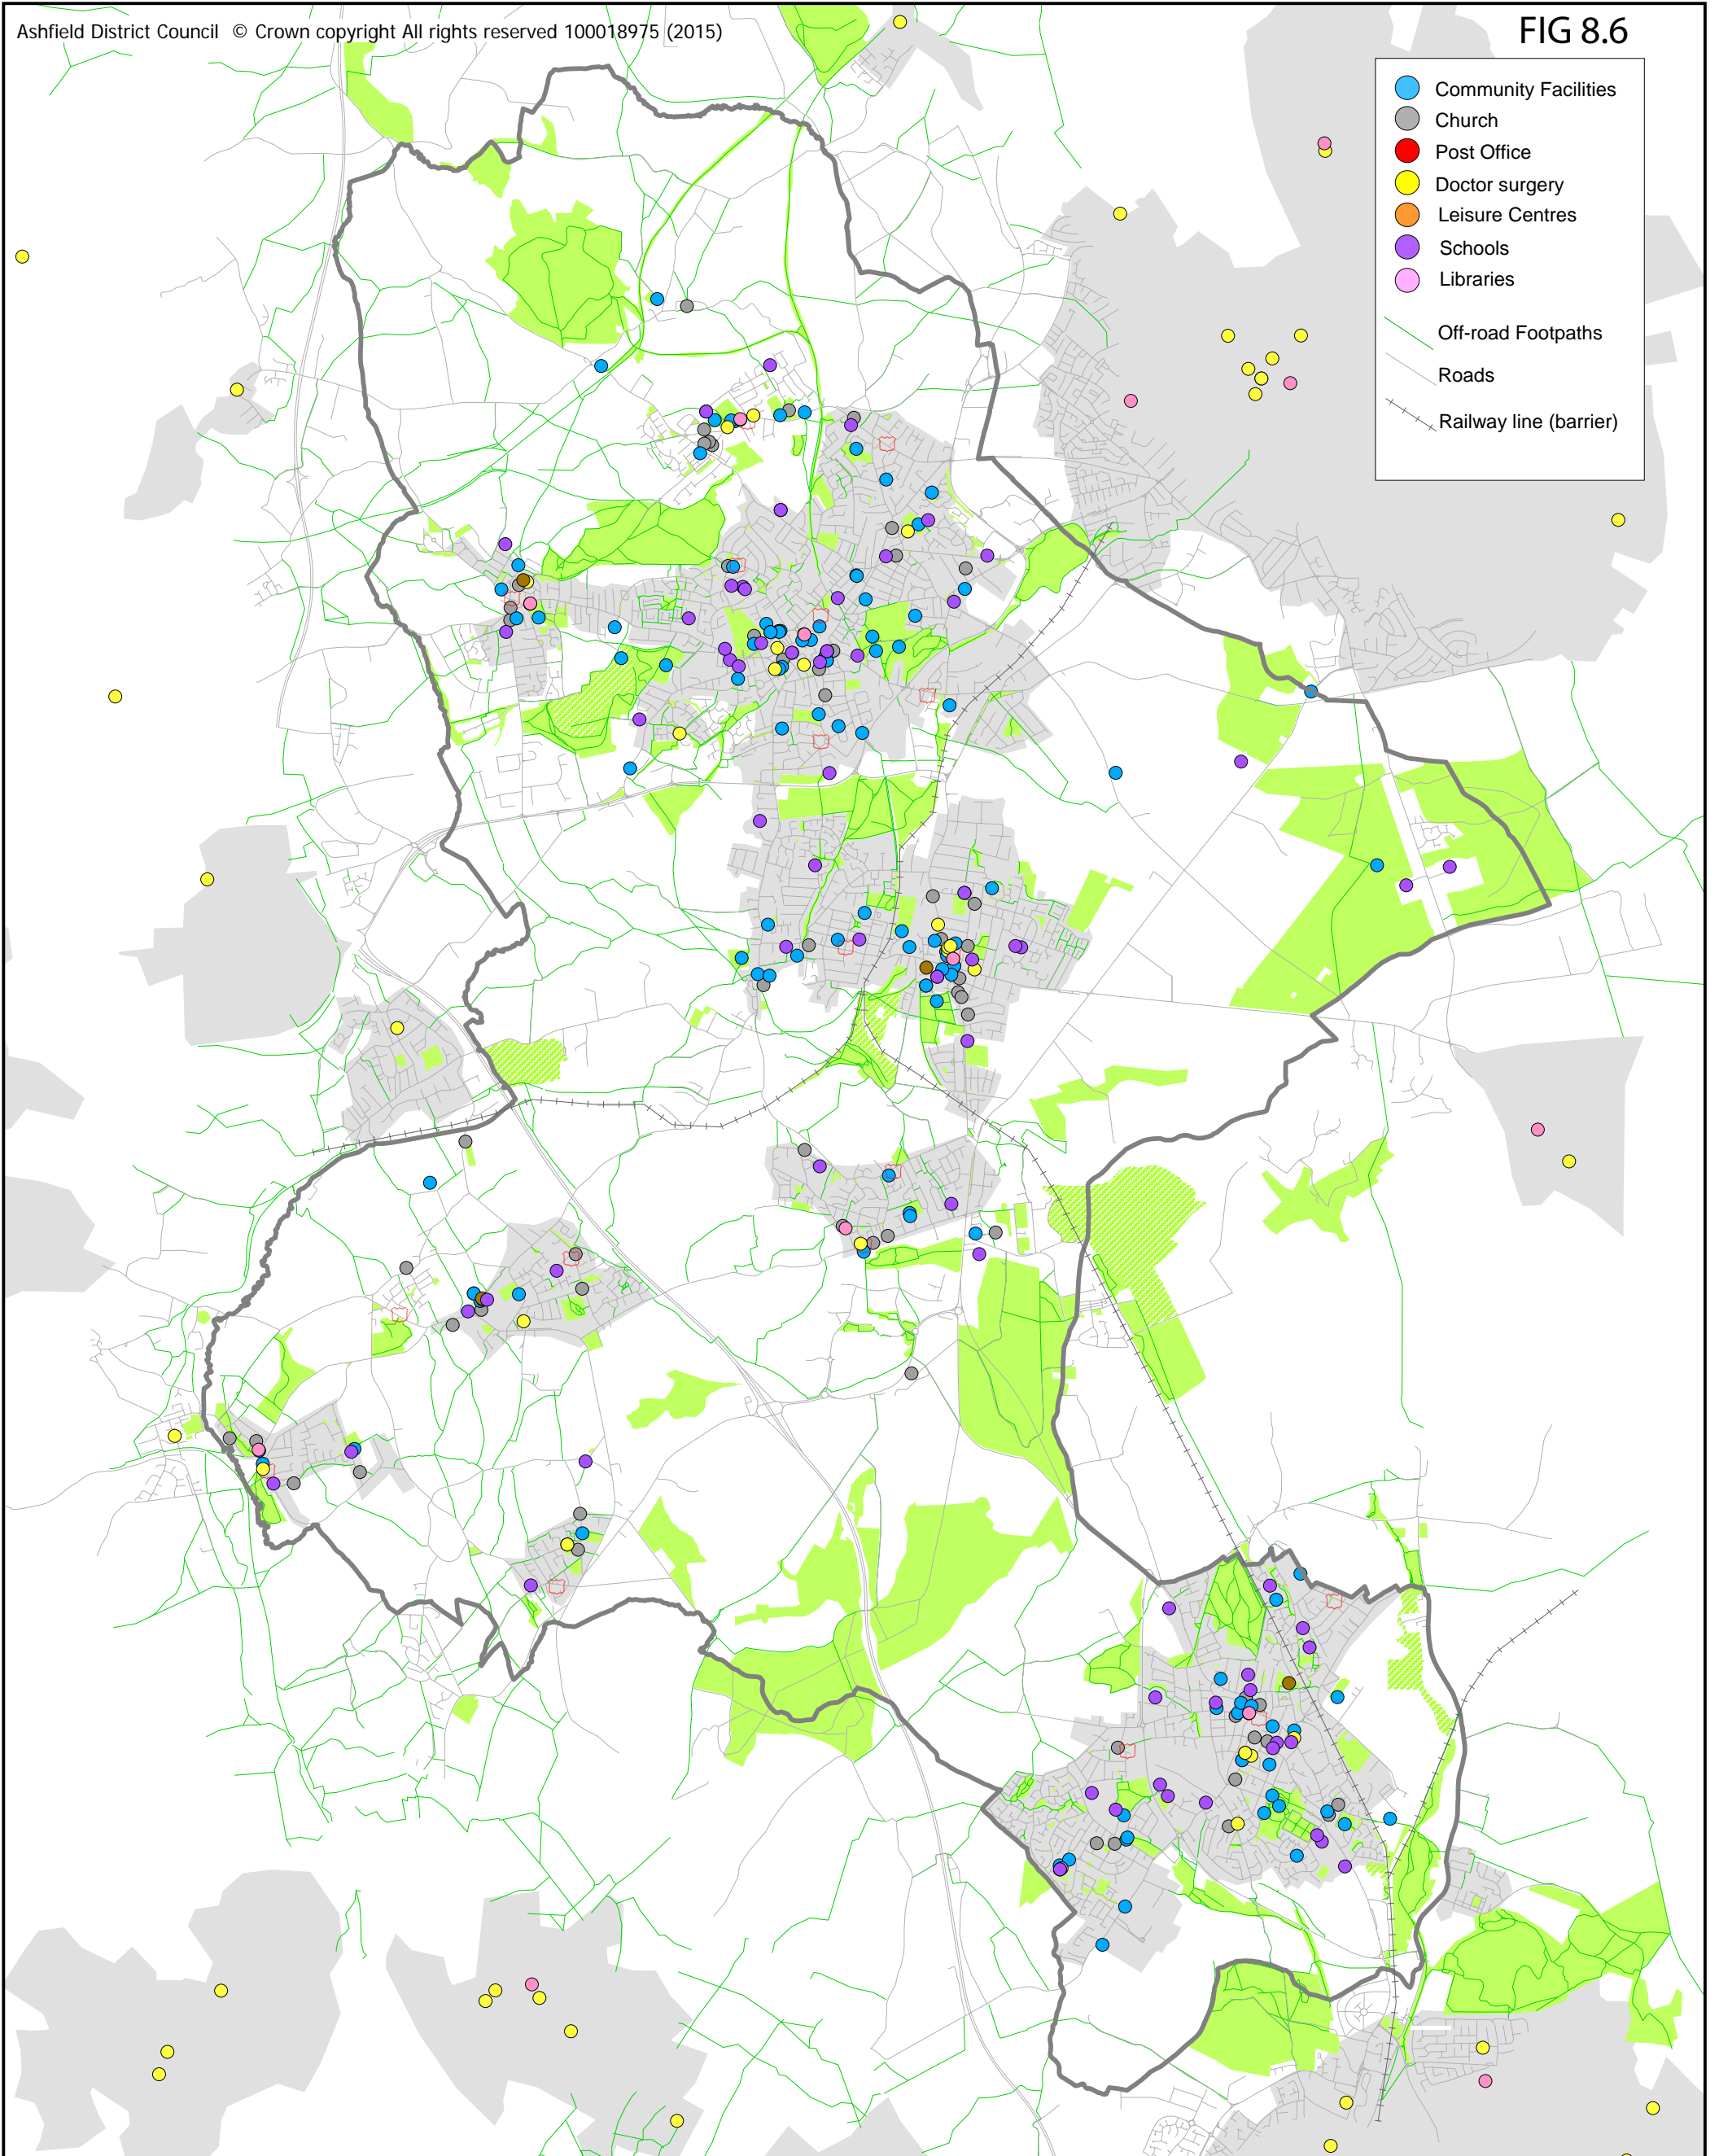 Ashfield District Council © Crown copyright All rights reserved 100018975 (2015)
FIG 8.6
Community Facilities
Church
Post Office
Doctor surgery
Leisure Centres
Schools
Libraries
Off-road Footpaths
Roads
Railway line (barrier)